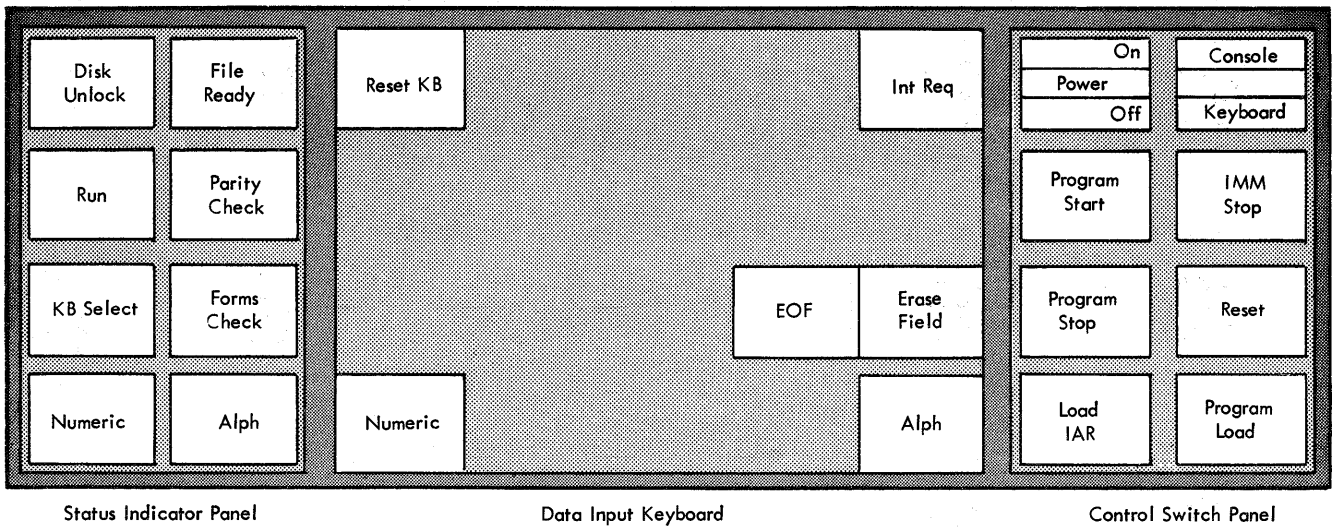 Disk
Unlock
File
Ready
Run
Parity
Check
KB Select
Forms
Check
Numeric
Alph
Reset KB
Int Req
EOF
Erase
Field
Numeric
Alph
On
Power
Off
Console
Keyboard
Program
Start
IMM
Stop
Program
Stop
Reset
Load
IAR
Program
Load
Status Indicator Panel
Data Input Keyboard
Control Switch Panel